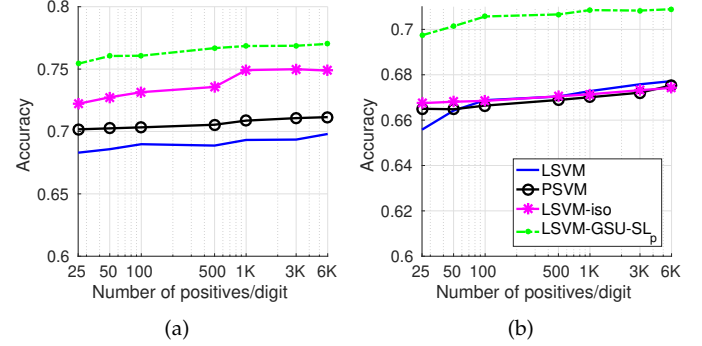 0.8
0.75
0.7
0.65
0.6
Accuracy
25 50 100 500 1K 3K 6K
Number of positives/digit
(a)
0.7
0.68
0.66
0.64
0.62
0.6
Accuracy
LSVM
PSVM
LSVM-iso
LSVM-GSU-SLp
25 50 100 500 1K 3K 6K
Number of positives/digit
(b)